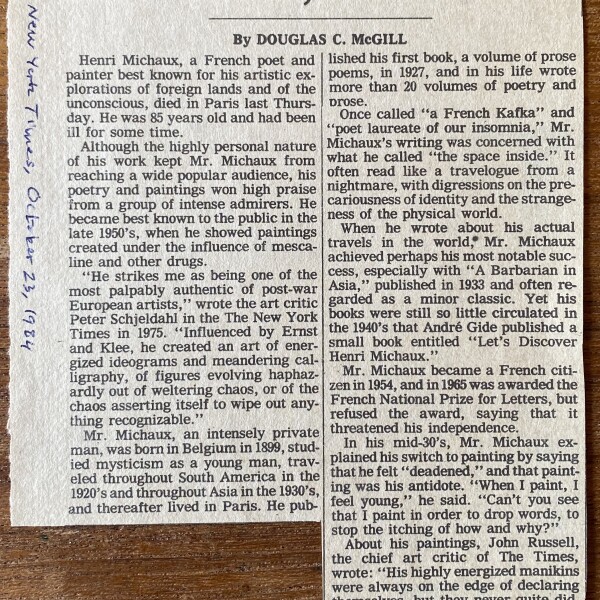 New York Times, October 23, 1984
By DOUGLAS C. McGILL
Henri Michaux, a French poet and
painter best known for his artistic ex-
plorations of foreign lands and of the
unconscious, died in Paris last Thurs-
day. He was 85 years old and had been
ill for some time.
Although the highly personal nature
of his work kept Mr. Michaux from
reaching a wide popular audience, his
poetry and paintings won high praise
from a group of intense admirers. He
became best known to the public in the
late 1950's, when he showed paintings
created under the influence of mesca-
line and other drugs.
"He strikes me as being one of the
most palpably authentic of post-war
European artists," wrote the art critic
Peter Schjeldahl in the The New York
Times in 1975. "Influenced by Ernst
and Klee, he created an art of ener-
gized ideograms and meandering cal-
ligraphy, of figures evolving haphaz-
ardly out of weltering chaos, or of the
chaos asserting itself to wipe out any-
thing recognizable."
Mr. Michaux, an intensely private
man, was born in Belgium in 1899, stud-
ied mysticism as a young man, trav-
eled throughout South America in the
1920's and throughout Asia in the 1930's,
and thereafter lived in Paris. He pub-
lished his first book, a volume of prose
poems, in 1927, and in his life wrote
more than 20 volumes of poetry and
prose.
Once called "a French Kafka" and
"poet laureate of our insomnia," Mr.
Michaux's writing was concerned with
what he called "the space inside." It
often read like a travelogue from a
nightmare, with digressions on the pre-
cariousness of identity and the strange-
ness of the physical world.
When he wrote about his actual
travels in the world, Mr. Michaux
achieved perhaps his most notable suc-
cess, especially with "A Barbarian in
Asia," published in 1933 and often re-
garded as a minor classic. Yet his
books were still so little circulated in
the 1940's that André Gide published a
small book entitled "Let's Discover
Henri Michaux."
Mr. Michaux became a French citi-
zen in 1954, and in 1965 was awarded the
French National Prize for Letters, but
refused the award, saying that it
threatened his independence.
In his mid-30's, Mr. Michaux ex-
plained his switch to painting by saying
that he felt "deadened," and that paint-
ing was his antidote. "When I paint, I
feel young," he said. "Can't you see
that I paint in order to drop words, to
stop the itching of how and why?"
About his paintings, John Russell,
the chief art critic of The Times,
wrote: "His highly energized manikins
were always on the edge of declaring
themselves, but they never quite did